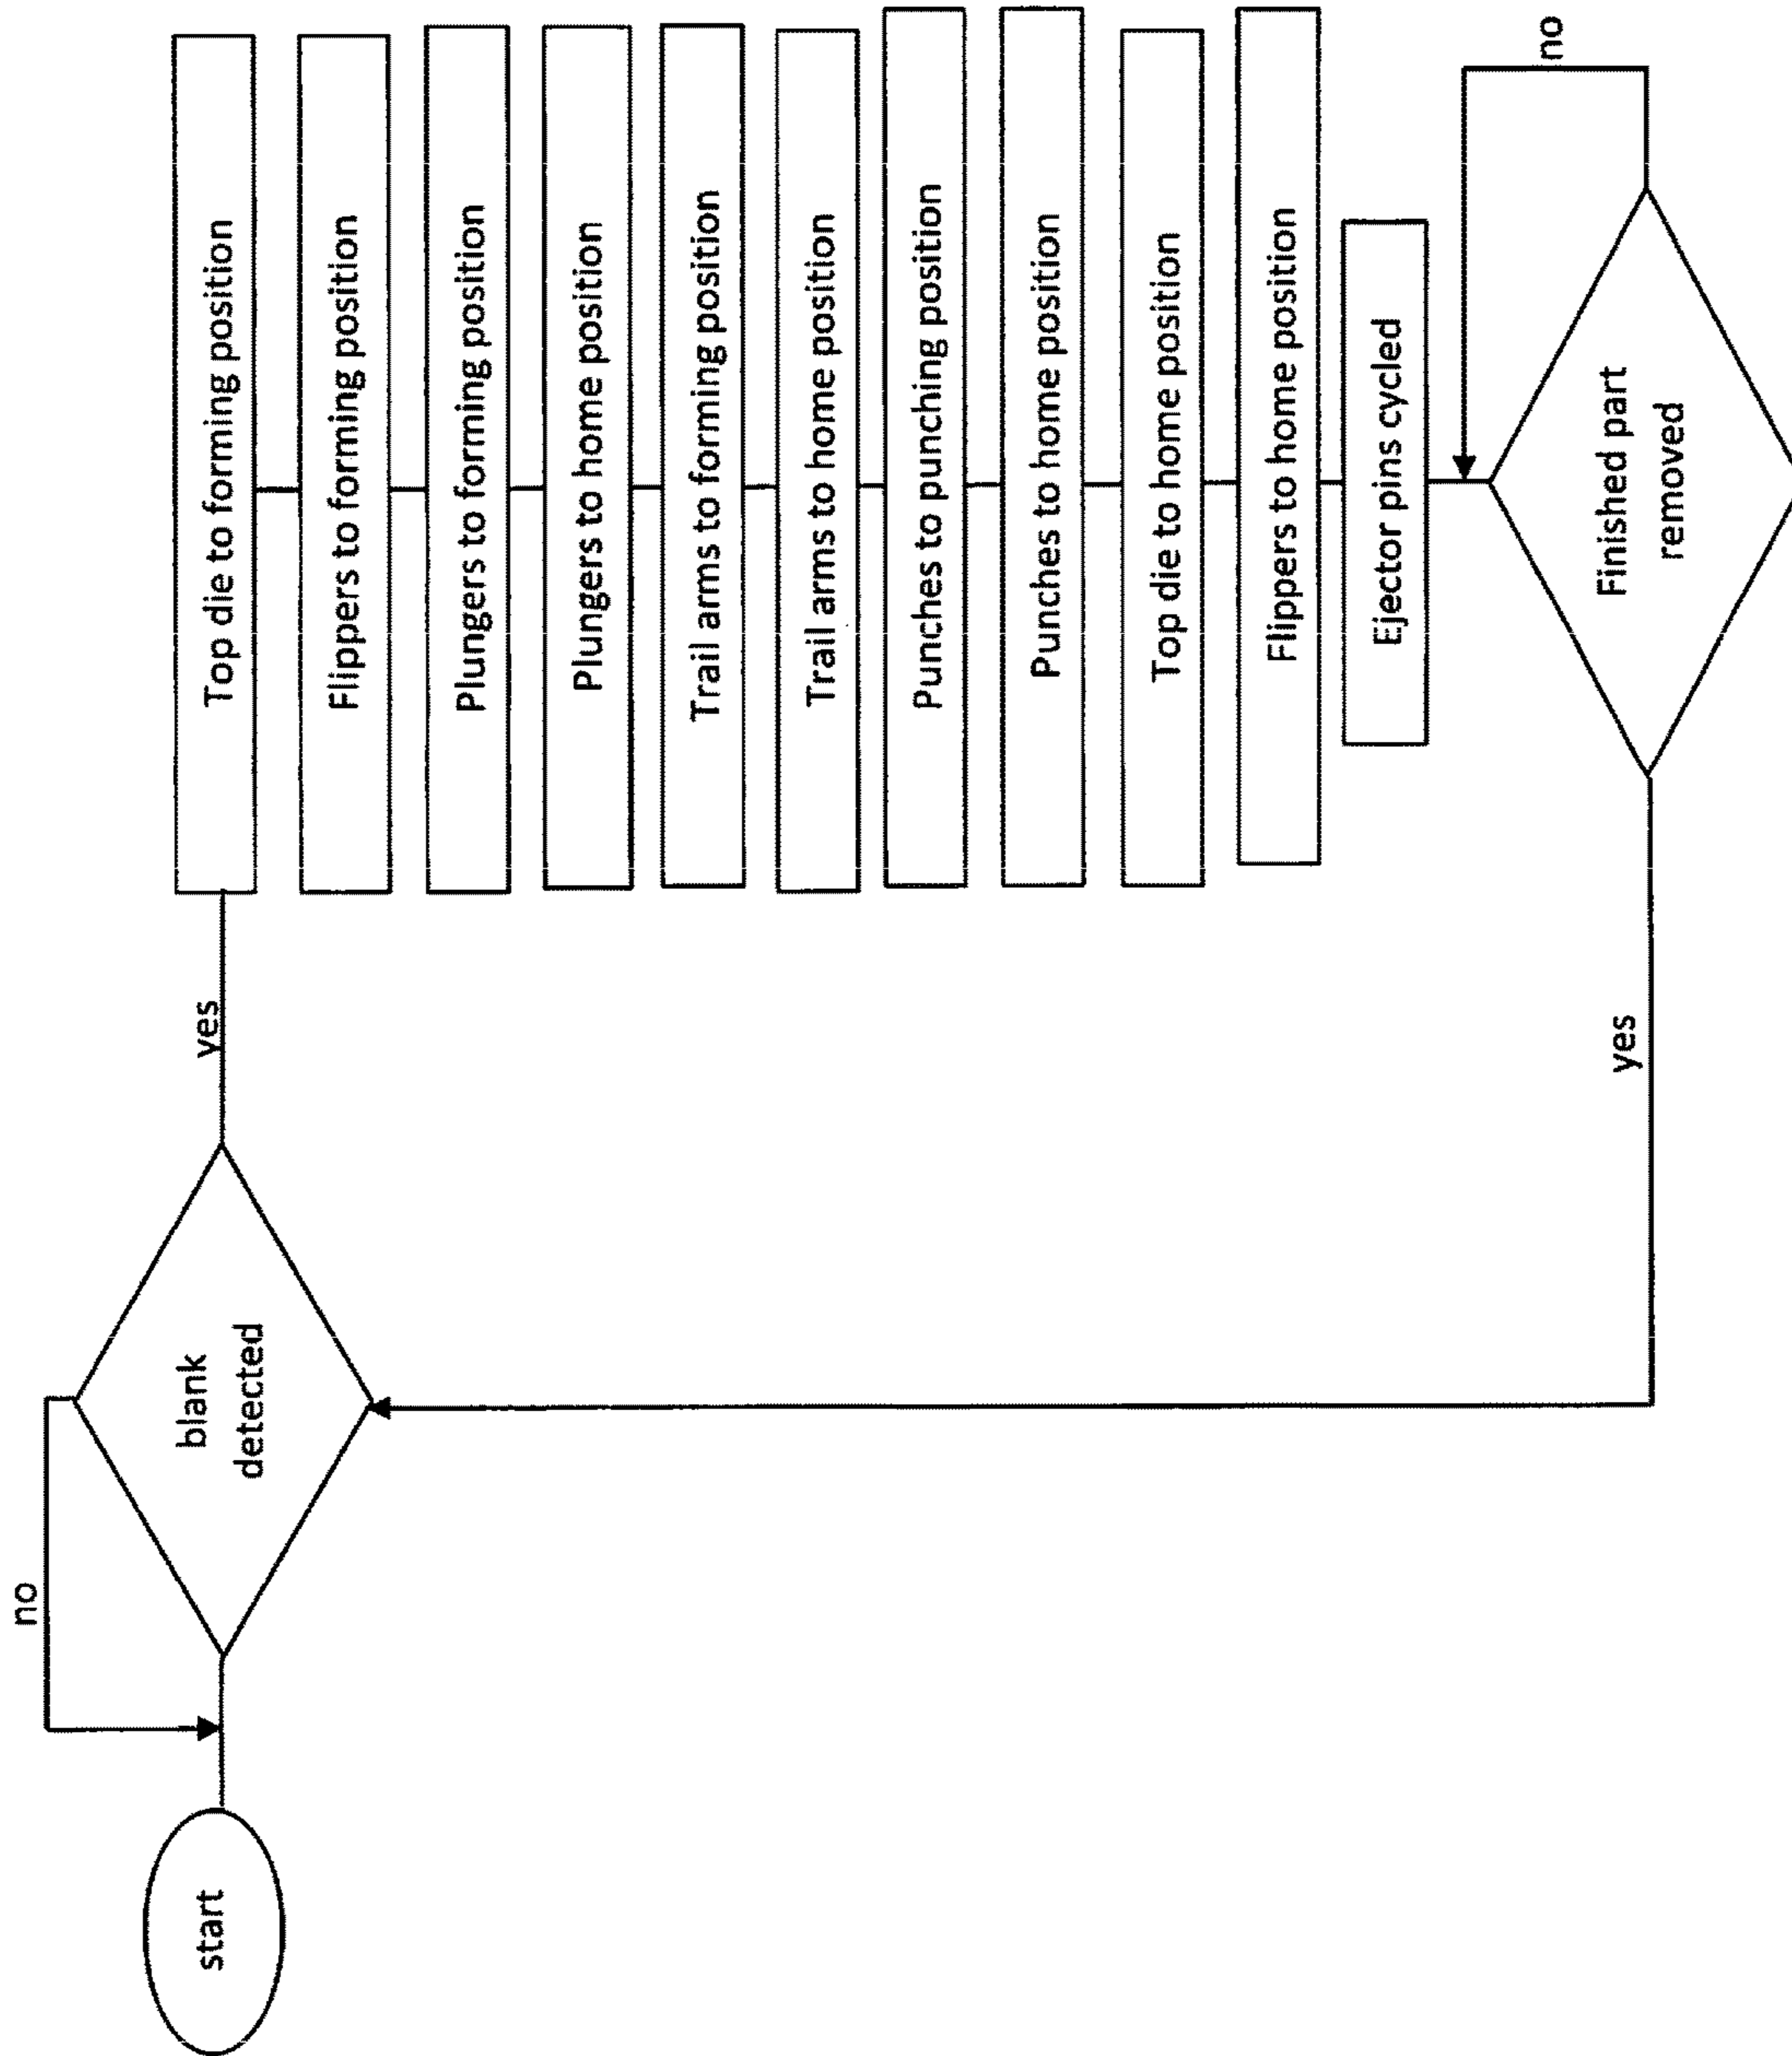 start
no
blank
detected
yes
Top die to forming position
Flippers to forming position
Plungers to forming position
Plungers to home position
Trail arms to forming position
Trail arms to home position
Punches to punching position
Punches to home position
Top die to home position
Flippers to home position
Ejector pins cycled
Finished part
removed
no
yes